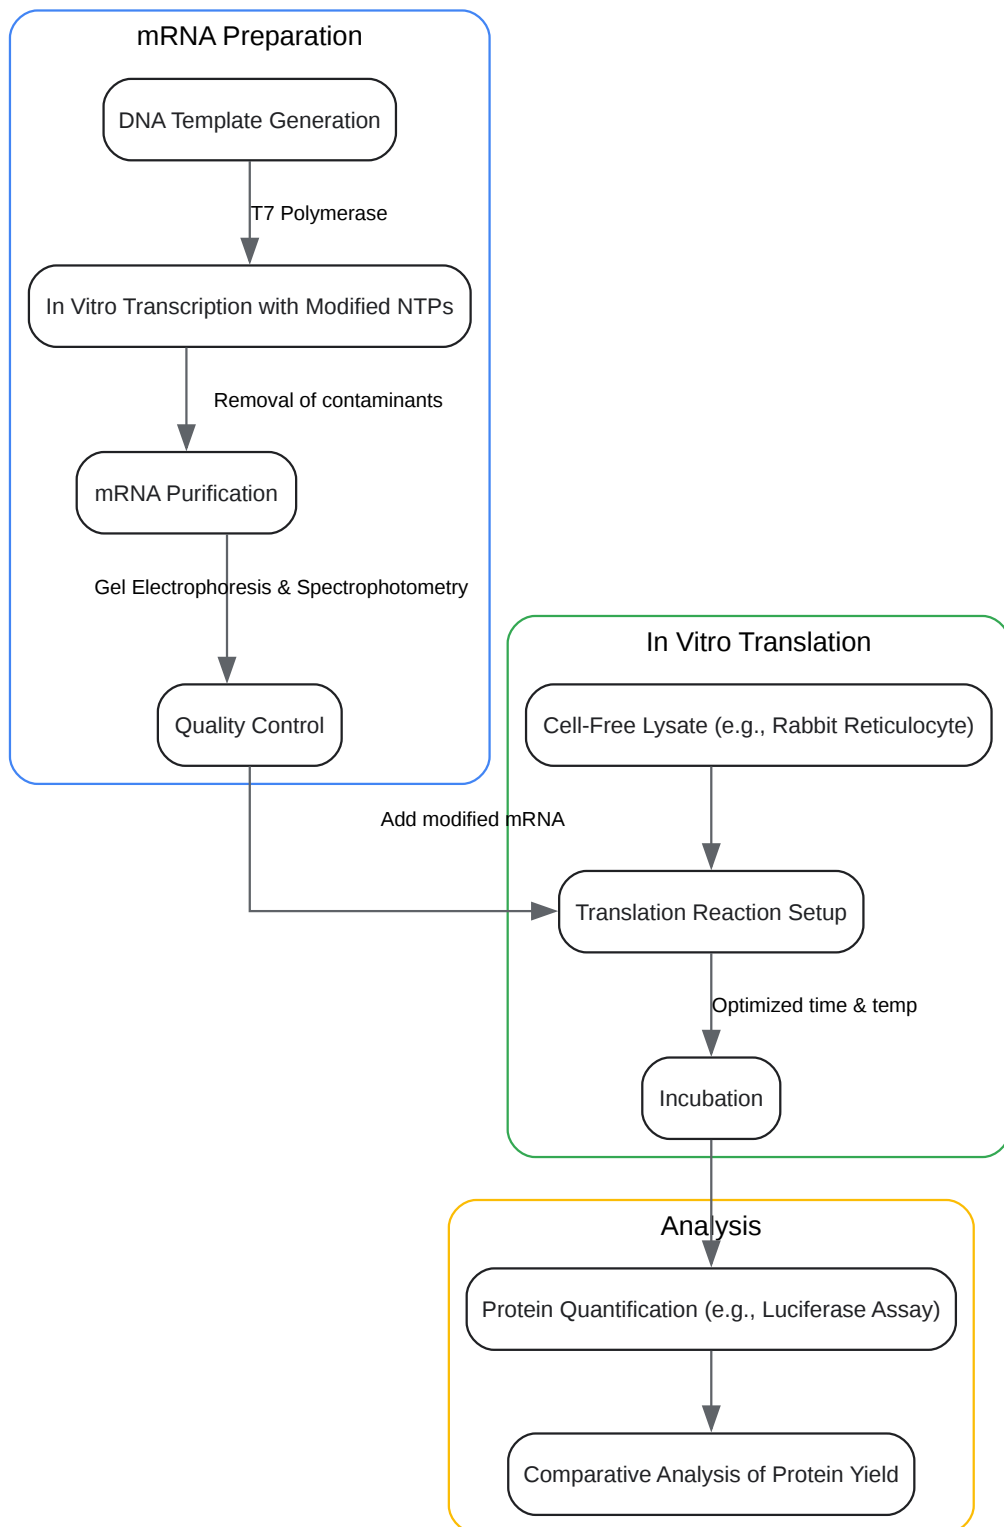 mRNA Preparation
DNA Template Generation
T7 Polymerase
In Vitro Transcription with Modified NTPs
Removal of contaminants
mRNA Purification
Gel Electrophoresis & Spectrophotometry
Quality Control
In Vitro Translation
Cell-Free Lysate (e.g., Rabbit Reticulocyte)
Add modified mRNA
Translation Reaction Setup
Optimized time & temp
Incubation
Analysis
Protein Quantification (e.g., Luciferase Assay)
Comparative Analysis of Protein Yield